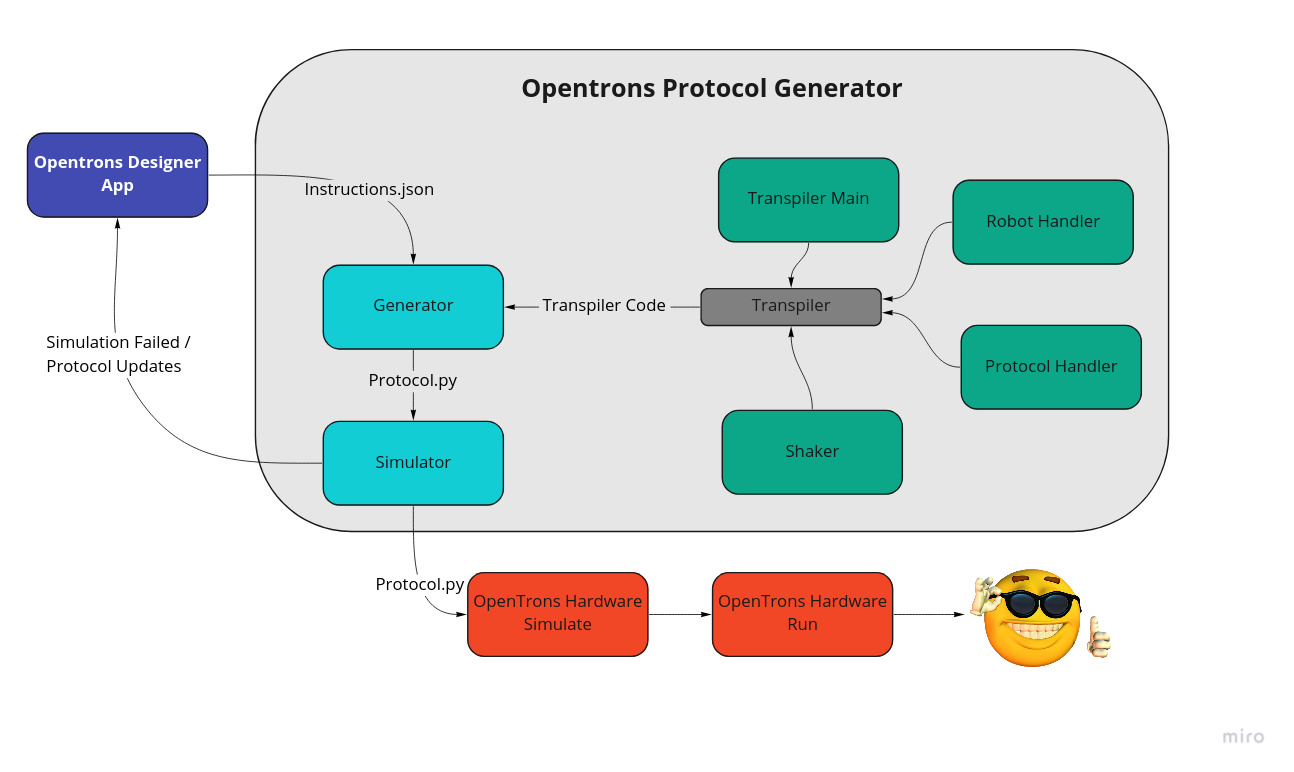 Opentrons Protocol Generator
Opentrons Designer
App
Instructions.json
Transpiler Main
Robot Handler
Generator
Transpiler Code
Transpiler
Simulation Failed /
Protocol Updates
Protocol.py
Protocol Handler
Simulator
Shaker
Protocol.py
OpenTrons Hardware
Simulate
OpenTrons Hardware
Run
miro